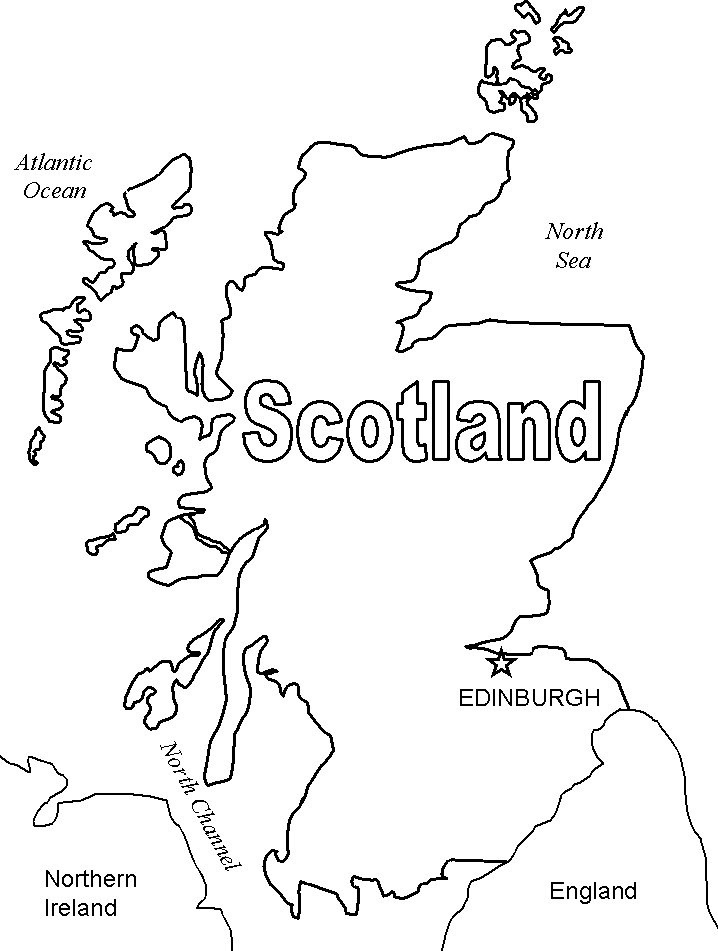 Atlantic
Ocean
North
Sea
Scotland
EDINBURGH
North Channel
Northern
Ireland
England